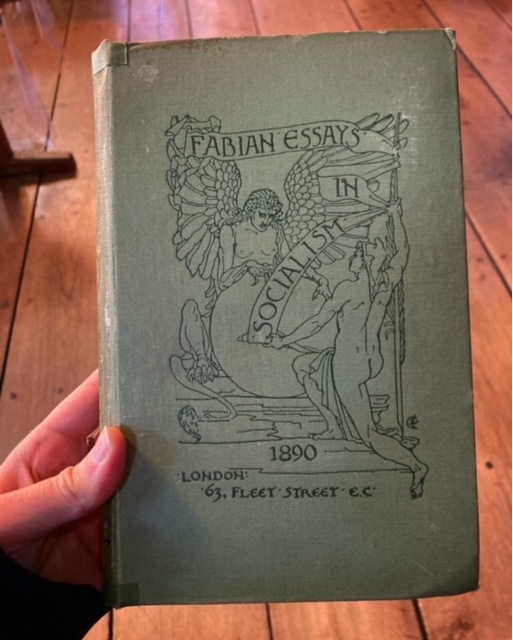 FABIAN ESSAYS
IN
SOCIALISM
1890
·LONDON:
·63, FLEET·STREET·E.C·